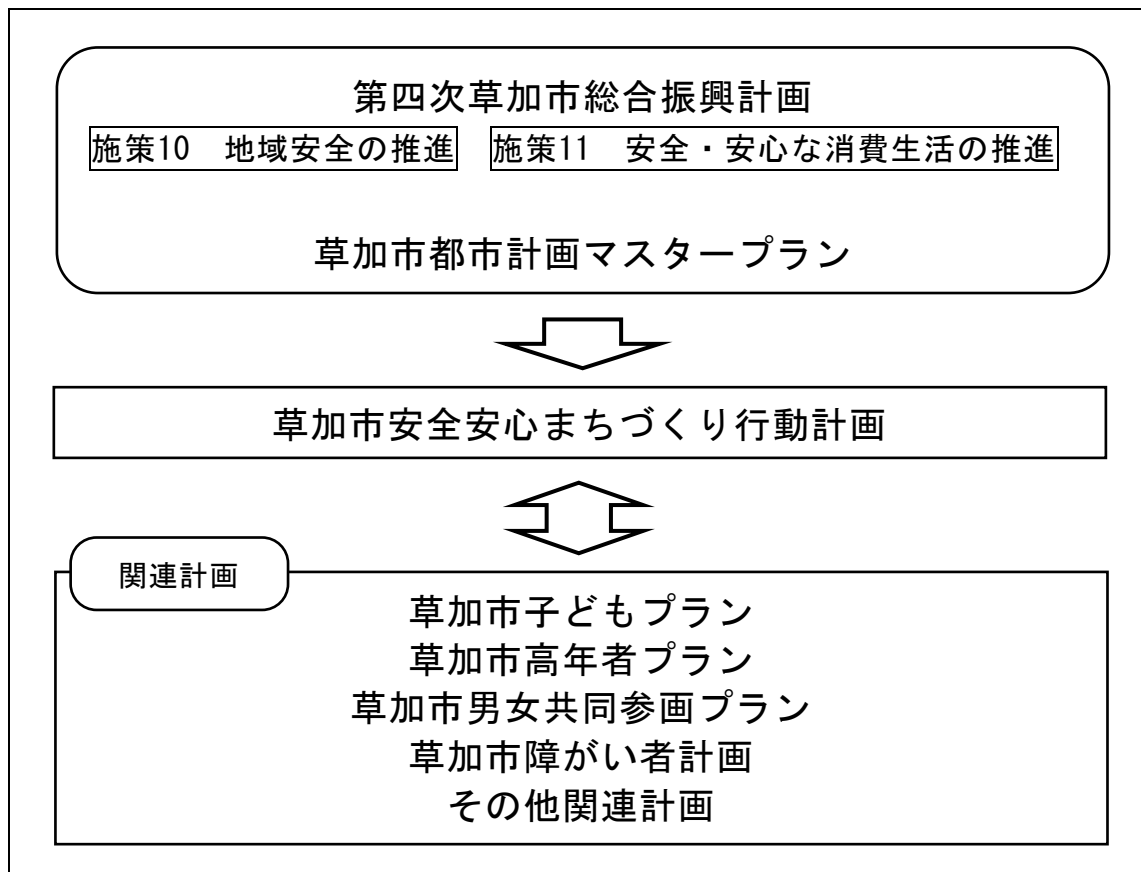 第四次草加市総合振興計画
施策10　地域安全の推進　施策11　安全・安心な消費生活の推進
草加市都市計画マスタープラン
草加市安全安心まちづくり行動計画
関連計画
草加市子どもプラン
草加市高年者プラン
草加市男女共同参画プラン
草加市障がい者計画
その他関連計画